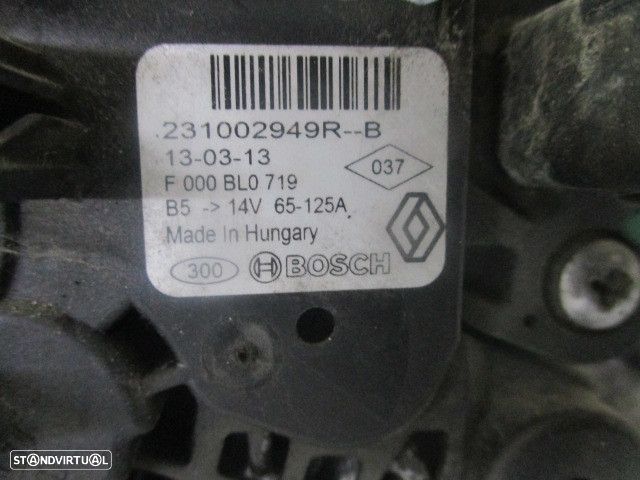 231002949R--B
13-03-13
037
F 000 BL0 719
B5 -> 14V 65-125A
Made In Hungary
300 BOSCH
STANDVIRTUAL